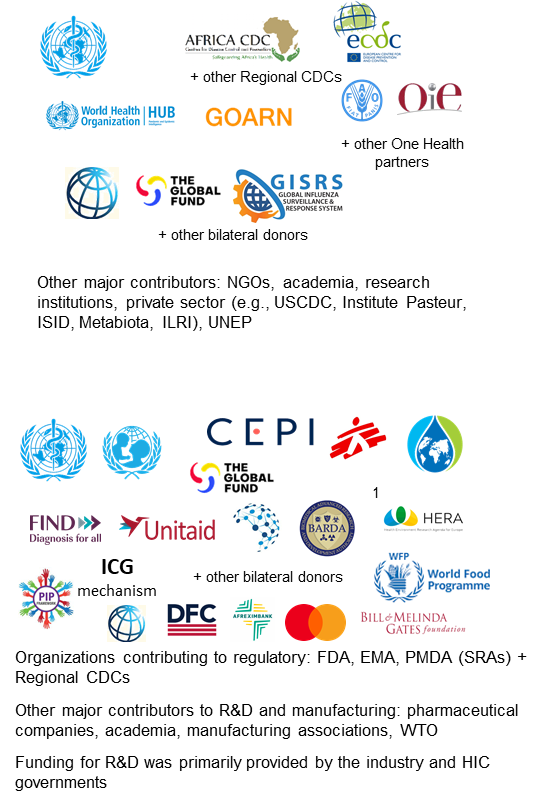 AFRICA CDC
Centres for Disease Control and Prevention
Safeguarding Africa's Health
ecdc
EUROPEAN CENTRE FOR
DISEASE PREVENTION
AND CONTROL
+ other Regional CDCs
World Health
Organization
HUB
GOARN
FAO
FIAT PANIS
OIE
+ other One Health
partners
THE
GLOBAL
FUND
GISRS
GLOBAL INFLUENZA
SURVEILLANCE &
RESPONSE SYSTEM
+ other bilateral donors
Other major contributors: NGOs, academia, research
institutions, private sector (e.g., USCDC, Institute Pasteur,
ISID, Metabiota, ILRI), UNEP
CEPI
THE
GLOBAL
FUND
1
FIND
Diagnosis for all
Unitaid
BARDA
HERA
PIP
FRAMEWORK
ICG
mechanism
+ other bilateral donors
WFP
World Food
Programme
DFC
AFREXIMBANK
BILL & MELINDA
GATES foundation
Organizations contributing to regulatory: FDA, EMA, PMDA (SRAs) +
Regional CDCs
Other major contributors to R&D and manufacturing: pharmaceutical
companies, academia, manufacturing associations, WTO
Funding for R&D was primarily provided by the industry and HIC
governments